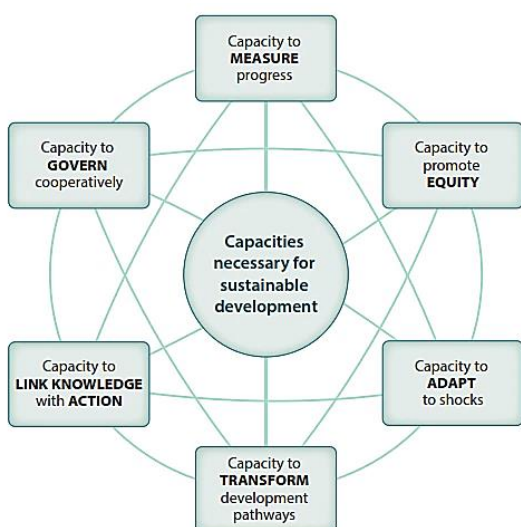 Capacity to
MEASURE
progress
Capacity to
GOVERN
cooperatively
Capacity to
promote
EQUITY
Capacities
necessary for
sustainable
development
Capacity to
LINK KNOWLEDGE
with ACTION
Capacity to
ADAPT
to shocks
Capacity to
TRANSFORM
development
pathways